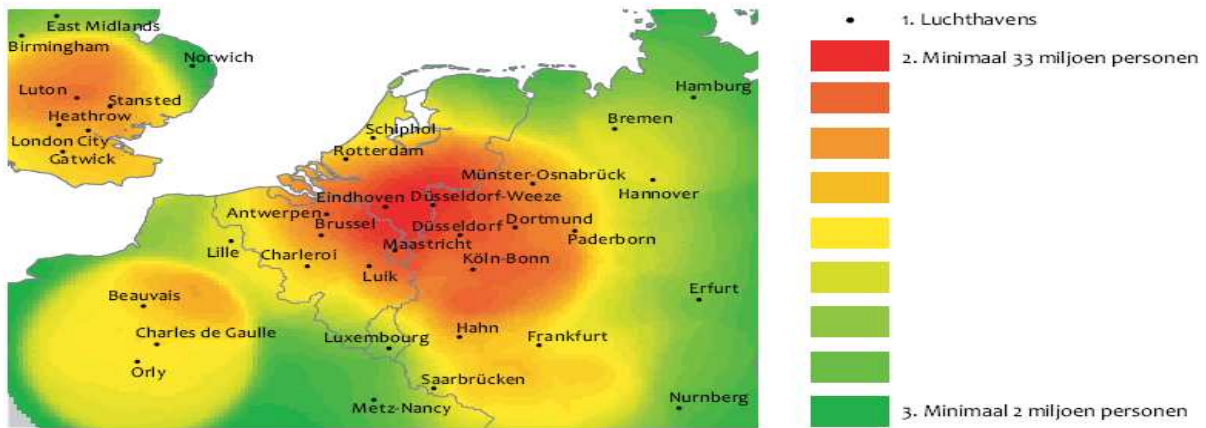 East Midlands
Birmingham
Norwich
Luton
Stansted
Heathrow
London City
Gatwick
Hamburg
Bremen
Schiphol
Rotterdam
Münster-Osnabrück
Hannover
Eindhoven
Düsseldorf-Weeze
Antwerpen
Brussel
Düsseldorf
Dortmund
Paderborn
Lille
Maastricht
Charleroi
Luik
Köln-Bonn
Beauvais
Erfurt
Charles de Gaulle
Luxembourg
Hahn
Frankfurt
Orly
Saarbrücken
Metz-Nancy
Nurnberg
1. Luchthavens
2. Minimaal 33 miljoen personen
3. Minimaal 2 miljoen personen